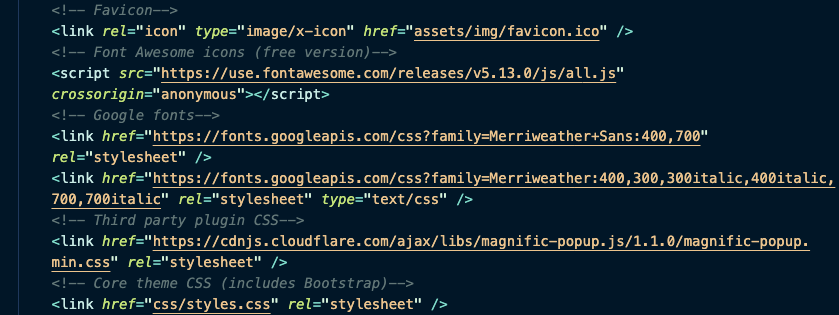 <!-- Favicon-->
<link rel="icon" type="image/x-icon" href="assets/img/favicon.ico" />
<!-- Font Awesome icons (free version)-->
<script src="https://use.fontawesome.com/releases/v5.13.0/js/all.js"
crossorigin="anonymous"></script>
<!-- Google fonts-->
<link href="https://fonts.googleapis.com/css?family=Merriweather+Sans:400,700"
rel="stylesheet" />
<link href="https://fonts.googleapis.com/css?family=Merriweather:400,300,300italic,400italic,
700,700italic" rel="stylesheet" type="text/css" />
<!-- Third party plugin CSS-->
<link href="https://cdnjs.cloudflare.com/ajax/libs/magnific-popup.js/1.1.0/magnific-popup.
min.css" rel="stylesheet" />
<!-- Core theme CSS (includes Bootstrap)-->
<link href="css/styles.css" rel="stylesheet" />